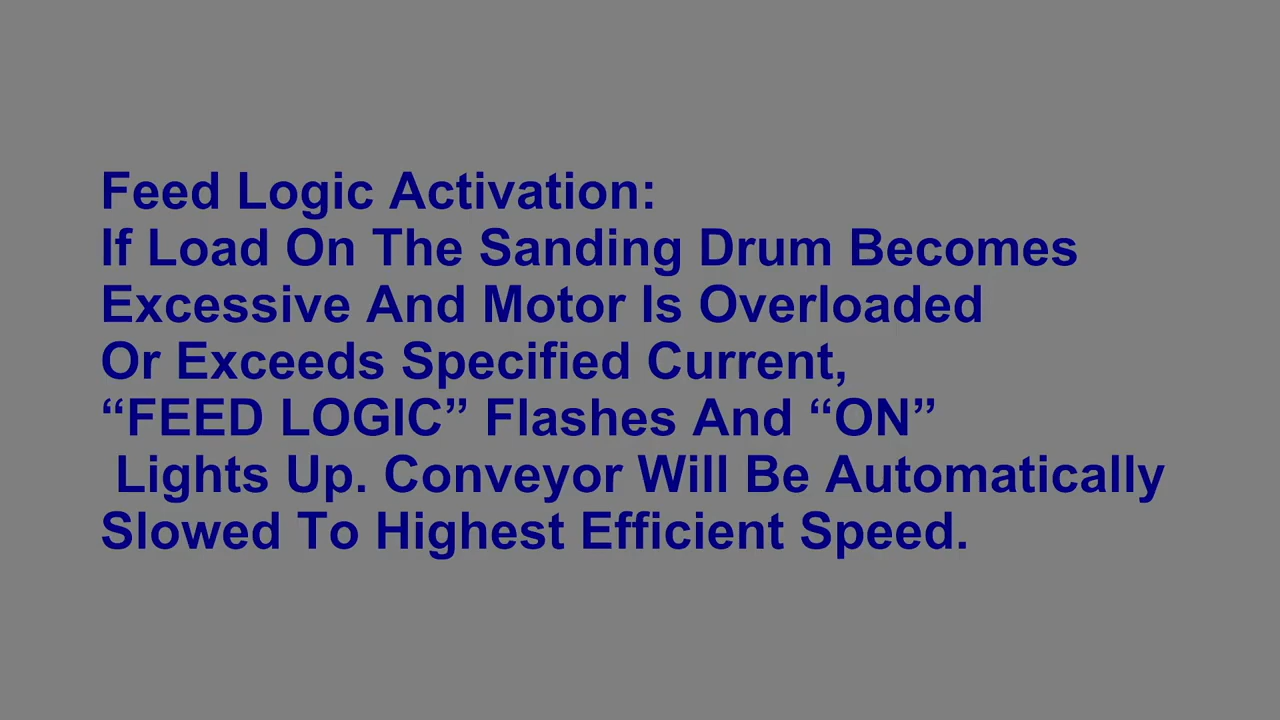 Feed Logic Activation:
If Load On The Sanding Drum Becomes
Excessive And Motor Is Overloaded
Or Exceeds Specified Current,
“FEED LOGIC” Flashes And “ON”
Lights Up. Conveyor Will Be Automatically
Slowed To Highest Efficient Speed.